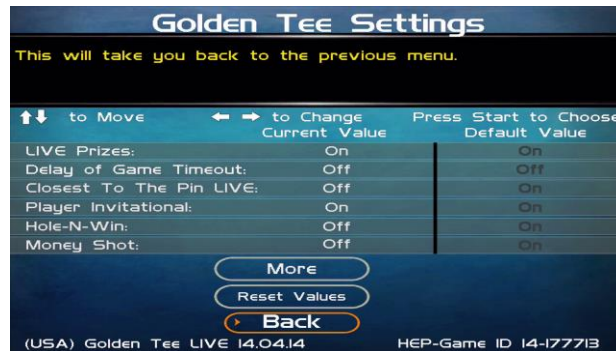 Golden Tee Settings
This will take you back to the previous menu.
to Move to Change Press Start to Choose
Current Value Default Value
LIVE Prizes: On On
Delay of Game Timeout: Off Off
Closest To The Pin LIVE: Off On
Player Invitational: On On
Hole-N-Win: Off On
Money Shot: Off On
More
Reset Values
Back
(USA) Golden Tee LIVE 14.04.14 HEP-Game ID 14-177713